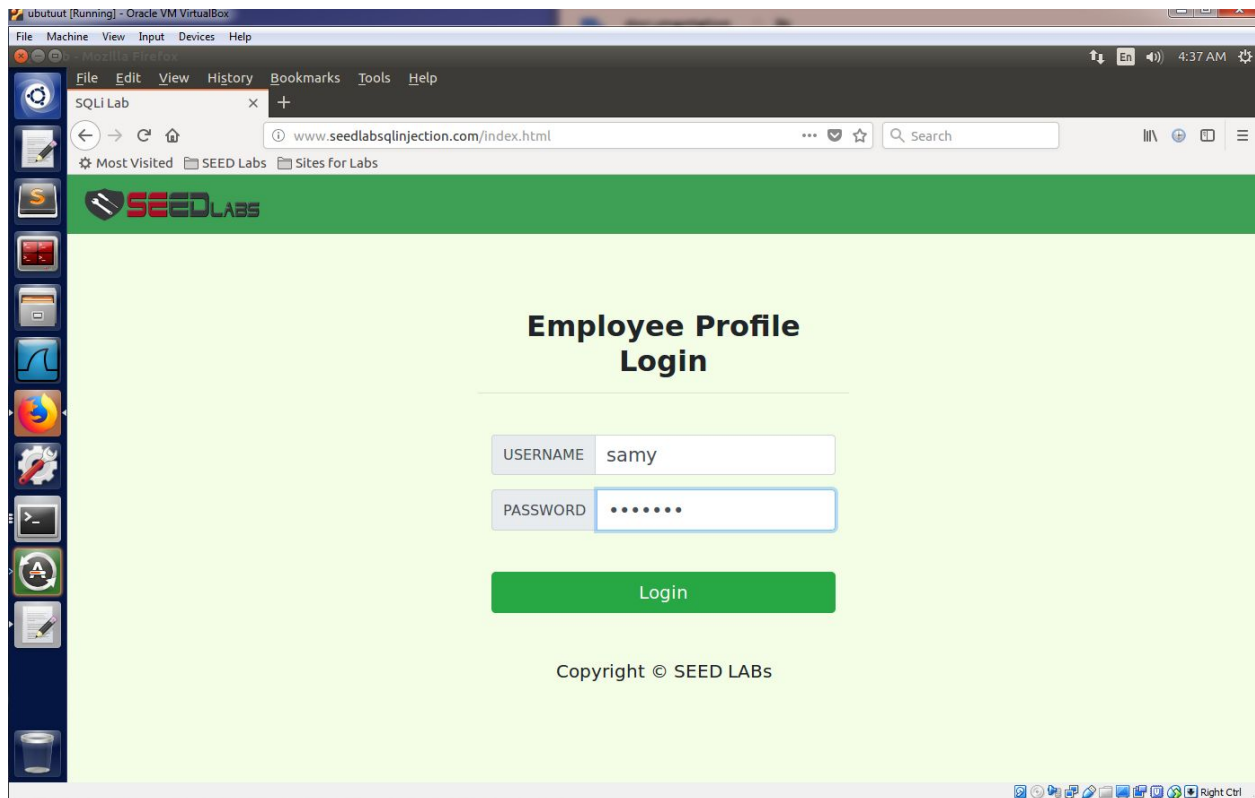 ubutuut [Running] - Oracle VM VirtualBox
File Machine View Input Devices Help
b - Mozilla Firefox
En 4:37 AM
File Edit View History Bookmarks Tools Help
SQLi Lab
www.seedlabsqlinjection.com/index.html
Search
Most Visited SEED Labs Sites for Labs
SEEDLABS
Employee Profile
Login
USERNAME samy
PASSWORD •••••••
Login
Copyright © SEED LABs
Right Ctrl